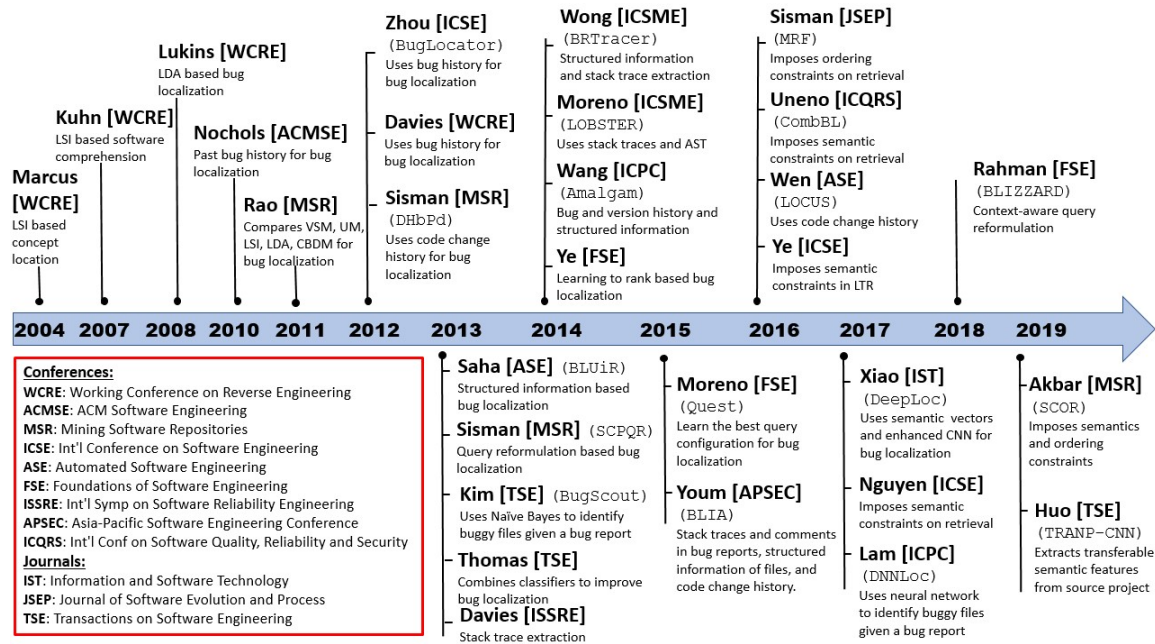 Marcus
[WCRE]
LSI based
concept
location
Kuhn [WCRE]
LSI based software
comprehension
Lukins [WCRE]
LDA based bug
localization
Nochols [ACMSE]
Past bug history for bug
localization
Rao [MSR]
Compares VSM, UM,
LSI, LDA, CBDM for
bug localization
Zhou [ICSE]
(BugLocator)
Uses bug history for
bug localization
Davies [WCRE]
Uses bug history for
bug localization
Sisman [MSR]
(DHbPd)
Uses code change
history for bug
localization
Wong [ICSME]
(BRTracer)
Structured information
and stack trace extraction
Moreno [ICSME]
(LOBSTER)
Uses stack traces and AST
Wang [ICPC]
(Amalgam)
Bug and version history and
structured information
Ye [FSE]
Learning to rank based bug
localization
Sisman [JSEP]
(MRF)
Imposes ordering
constraints on retrieval
Uneno [ICQRS]
(CombBL)
Imposes semantic
constraints on retrieval
Wen [ASE]
(LOCUS)
Uses code change history
Ye [ICSE]
Imposes semantic
constraints in LTR
Rahman [FSE]
(BLIZZARD)
Context-aware query
reformulation
2004 2007 2008 2010 2011 2012 2013 2014 2015 2016 2017 2018 2019
Conferences:
WCRE: Working Conference on Reverse Engineering
ACMSE: ACM Software Engineering
MSR: Mining Software Repositories
ICSE: Int'l Conference on Software Engineering
ASE: Automated Software Engineering
FSE: Foundations of Software Engineering
ISSRE: Int'l Symp on Software Reliability Engineering
APSEC: Asia-Pacific Software Engineering Conference
ICQRS: Int'l Conf on Software Quality, Reliability and Security
Journals:
IST: Information and Software Technology
JSEP: Journal of Software Evolution and Process
TSE: Transactions on Software Engineering
Saha [ASE] (BLUiR)
Structured information based
bug localization
Sisman [MSR] (SCPQR)
Query reformulation based bug
localization
Kim [TSE] (BugScout)
Uses Naïve Bayes to identify
buggy files given a bug report
Thomas [TSE]
Combines classifiers to improve
bug localization
Davies [ISSRE]
Stack trace extraction
Moreno [FSE]
(Quest)
Learn the best query
configuration for bug
localization
Youm [APSEC]
(BLIA)
Stack traces and comments
in bug reports, structured
information of files, and
code change history.
Xiao [IST]
(DeepLoc)
Uses semantic vectors
and enhanced CNN for
bug localization
Nguyen [ICSE]
Imposes semantic
constraints on retrieval
Lam [ICPC]
(DNNLoc)
Uses neural network
to identify buggy files
given a bug report
Akbar [MSR]
(SCOR)
Imposes semantics
and ordering
constraints
Huo [TSE]
(TRANP-CNN)
Extracts transferable
semantic features
from source project